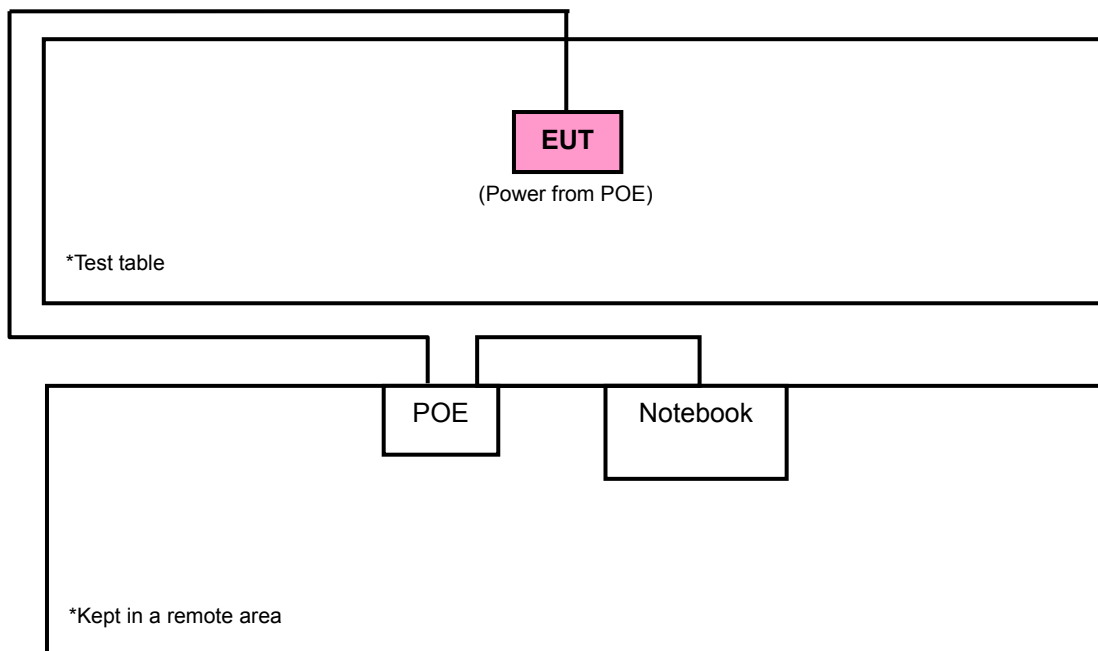 EUT
(Power from POE)
*Test table
POE
Notebook
*Kept in a remote area